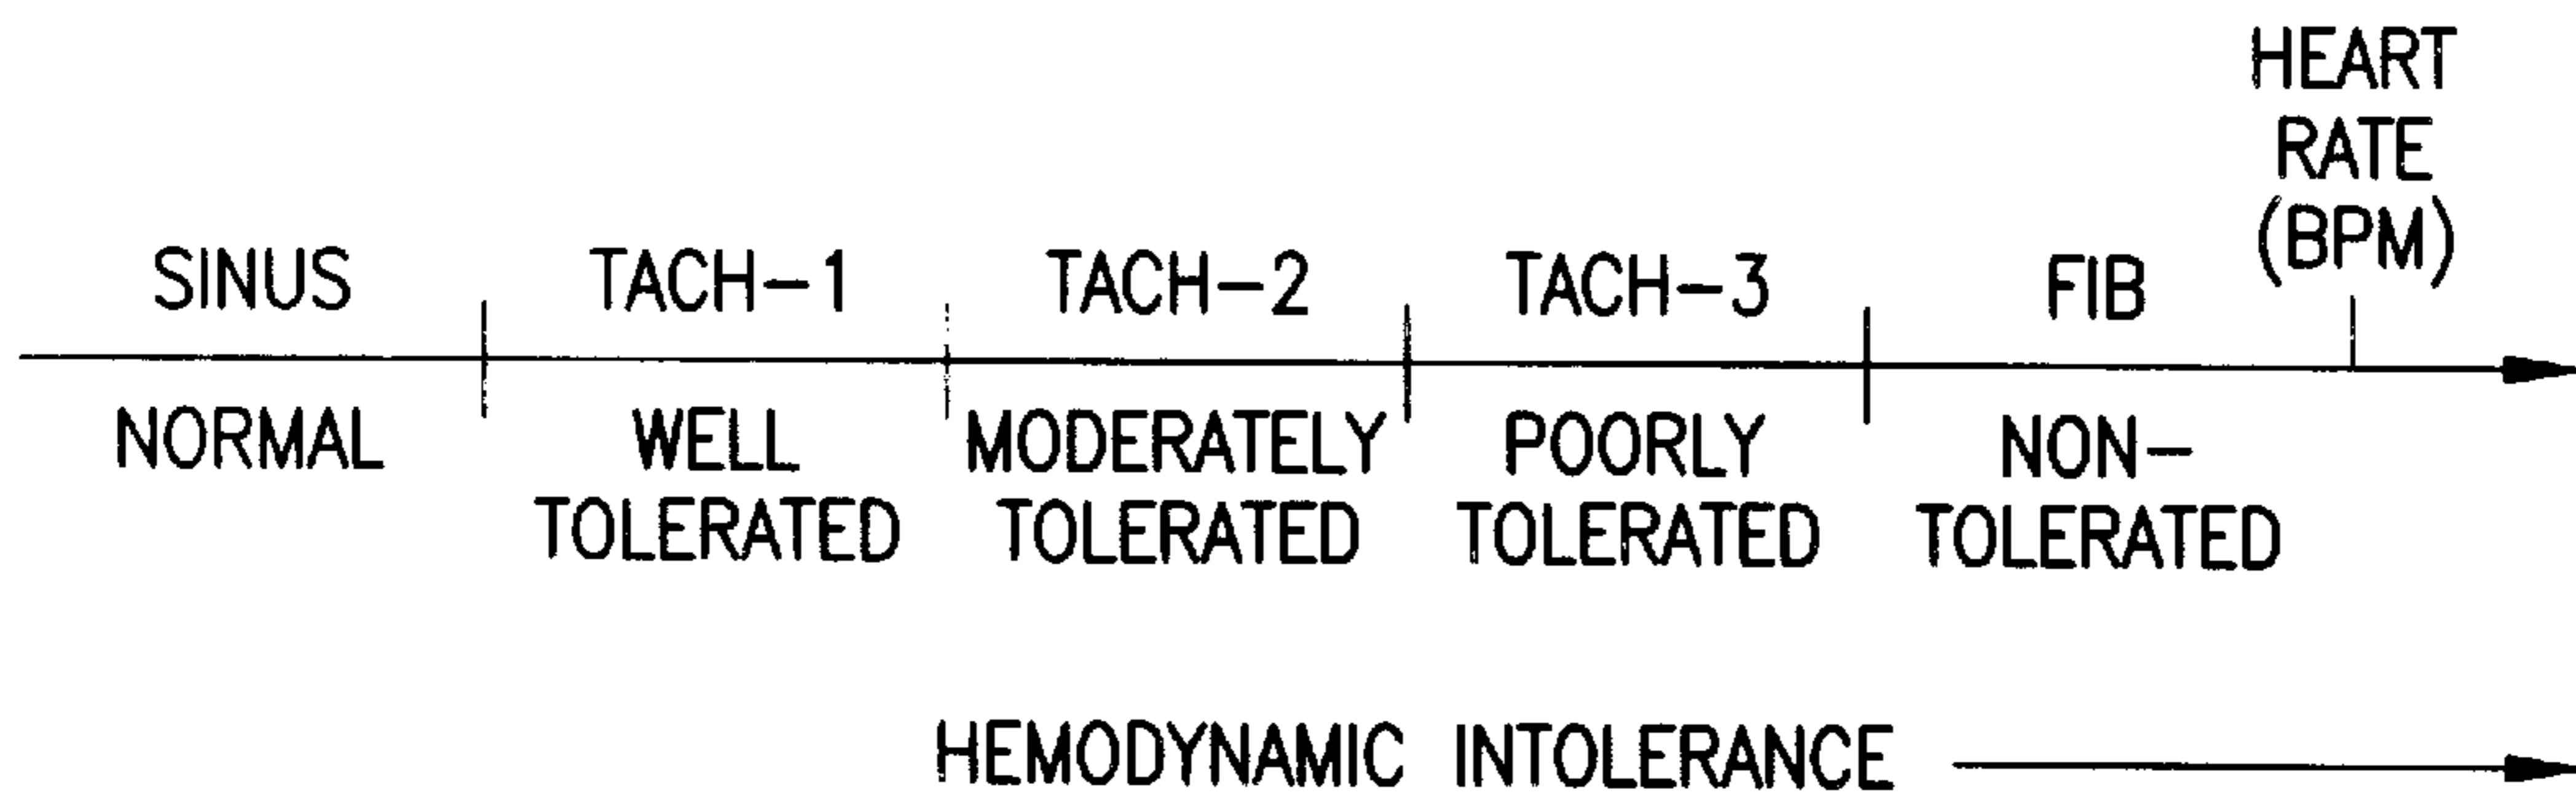 HEART
RATE
(BPM)
SINUS TACH-1 TACH-2 TACH-3 FIB
NORMAL WELL MODERATELY POORLY NON-
TOLERATED TOLERATED TOLERATED TOLERATED
HEMODYNAMIC INTOLERANCE